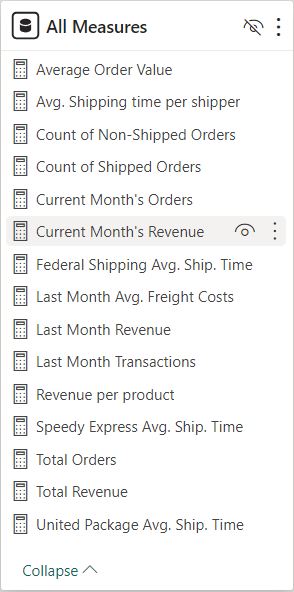 All Measures
Average Order Value
Avg. Shipping time per shipper
Count of Non-Shipped Orders
Count of Shipped Orders
Current Month's Orders
Current Month's Revenue
Federal Shipping Avg. Ship. Time
Last Month Avg. Freight Costs
Last Month Revenue
Last Month Transactions
Revenue per product
Speedy Express Avg. Ship. Time
Total Orders
Total Revenue
United Package Avg. Ship. Time
Collapse